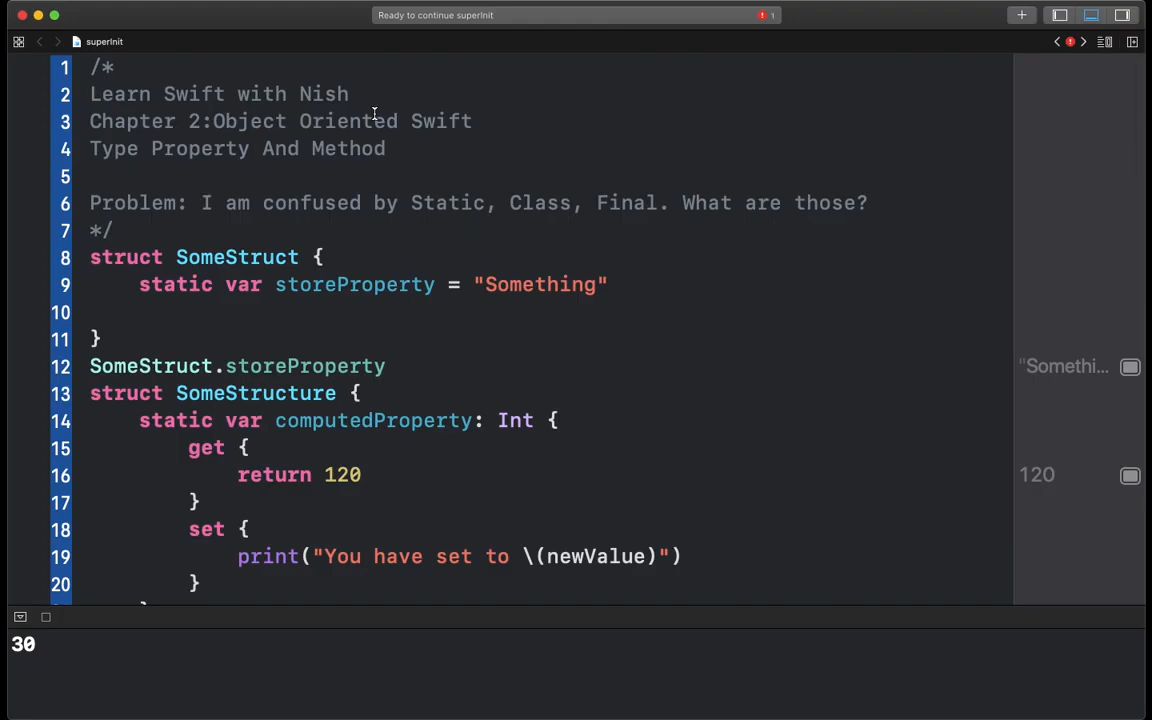 Ready to continue superInit
1
superInit
1 /*
2 Learn Swift with Nish
3 Chapter 2:Object Oriented Swift
4 Type Property And Method
5
6 Problem: I am confused by Static, Class, Final. What are those?
7 */
8 struct SomeStruct {
9 static var storeProperty = "Something"
10
11 }
12 SomeStruct.storeProperty "Somethi...
13 struct SomeStructure {
14 static var computedProperty: Int {
15 get {
16 return 120 120
17 }
18 set {
19 print("You have set to \(newValue)")
20 }
30